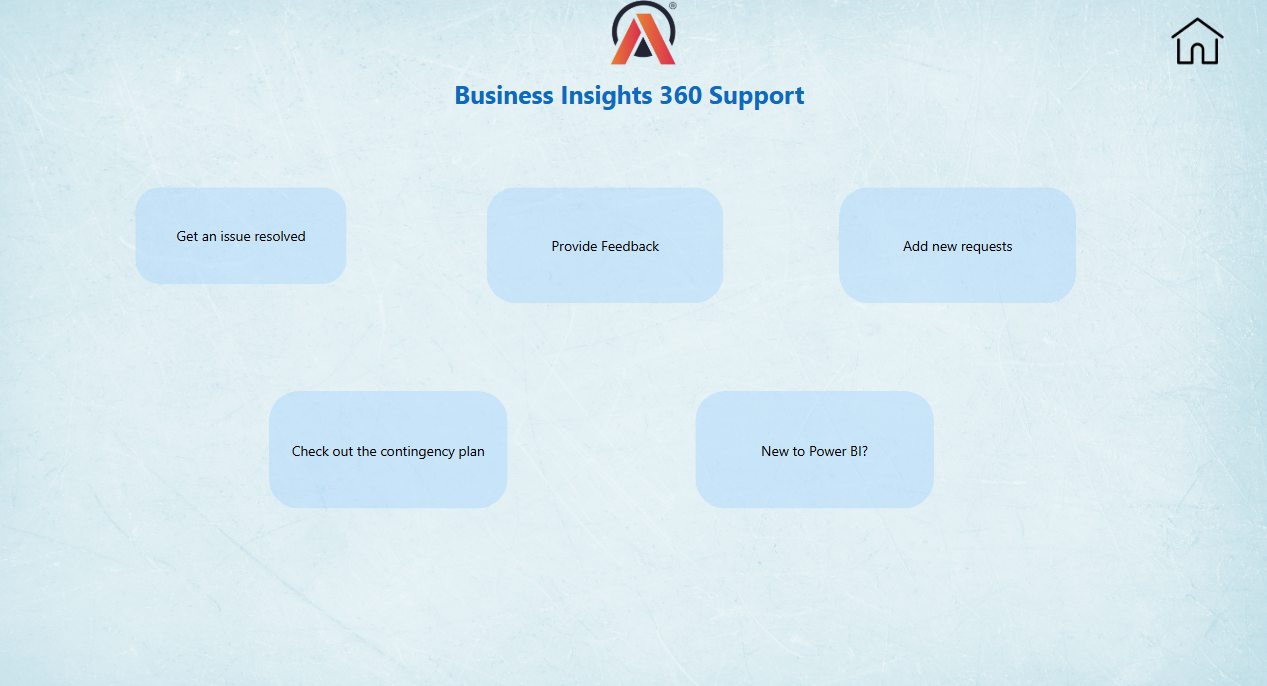 ®
Business Insights 360 Support
Get an issue resolved
Provide Feedback
Add new requests
Check out the contingency plan
New to Power BI?